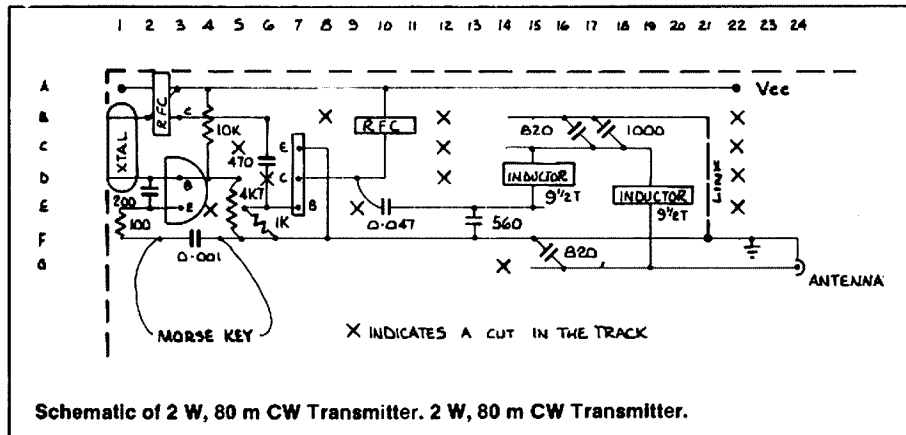 1 2 3 4 5 6 7 8 9 10 11 12 13 14 15 16 17 18 19 20 21 22 23 24
A
Vcc
B
RFC
C
10K
RFC
820
1000
C
XTAL
470
E
D
B
C
INDUCTOR
9½T
INDUCTOR
9½T
LINK
E
200
E
4K7
B
0.047
560
100
1K
F
0.001
820
G
ANTENNA
MORSE KEY
X INDICATES A CUT IN THE TRACK
Schematic of 2 W, 80 m CW Transmitter. 2 W, 80 m CW Transmitter.